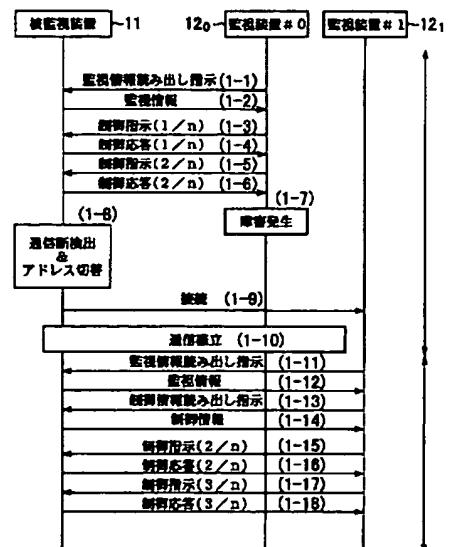 被監視装置 ~11 12₀~ 監視装置#0 監視装置#1 ~12₁
監視情報読み出し指示(1-1)
監視情報 (1-2)
制御指示(1/n) (1-3)
制御応答(1/n) (1-4)
制御指示(2/n) (1-5)
制御応答(2/n) (1-6)
(1-7)
障害発生
(1-8)
通信断検出
&
アドレス切替
接続 (1-9)
通信確立 (1-10)
監視情報読み出し指示 (1-11)
監視情報 (1-12)
制御情報読み出し指示 (1-13)
制御情報 (1-14)
制御指示(2/n) (1-15)
制御応答(2/n) (1-16)
制御指示(3/n) (1-17)
制御応答(3/n) (1-18)